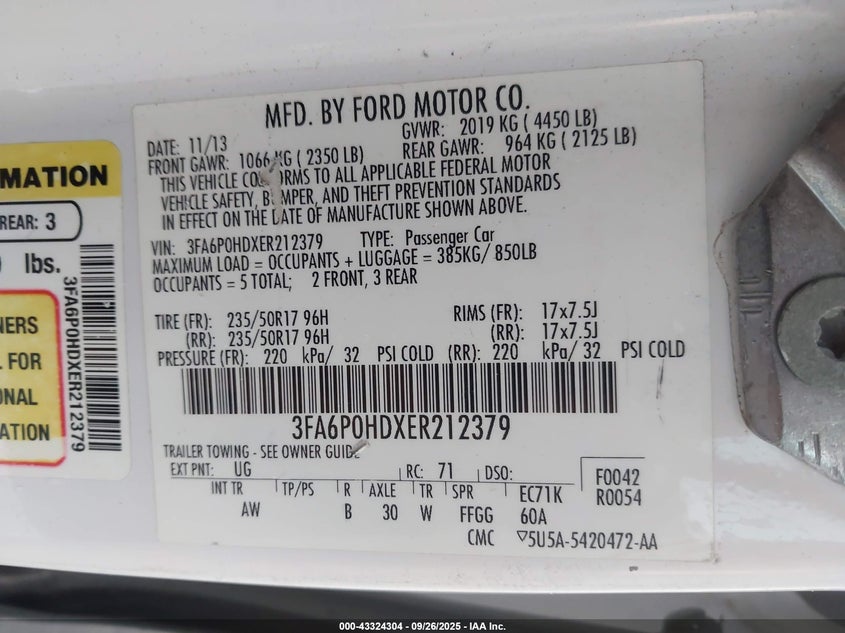 MFD. BY FORD MOTOR CO.
DATE: 11/13 GVWR: 2019 KG ( 4450 LB)
FRONT GAWR: 1066 KG ( 2350 LB) REAR GAWR: 964 KG ( 2125 LB)
THIS VEHICLE CONFORMS TO ALL APPLICABLE FEDERAL MOTOR
VEHICLE SAFETY, BUMPER, AND THEFT PREVENTION STANDARDS
IN EFFECT ON THE DATE OF MANUFACTURE SHOWN ABOVE.
VIN: 3FA6P0HDXER212379 TYPE: Passenger Car
MAXIMUM LOAD = OCCUPANTS + LUGGAGE = 385KG/ 850LB
OCCUPANTS = 5 TOTAL; 2 FRONT, 3 REAR
TIRE (FR): 235/50R17 96H RIMS (FR): 17x7.5J
(RR): 235/50R17 96H (RR): 17x7.5J
PRESSURE (FR): 220 kPa/ 32 PSI COLD (RR): 220 kPa/ 32 PSI COLD
3FA6P0HDXER212379
TRAILER TOWING - SEE OWNER GUIDE
EXT PNT: UG RC: 71 DSO: F0042
R0054
INT TR TP/PS R AXLE TR SPR EC71K
AW B 30 W FFGG 60A
CMC ▽5U5A-5420472-AA
MATION
REAR: 3
lbs.
NERS
L FOR
ONAL
ATION
3FA6P0HDXER212379
000-43324304 - 09/26/2025 - IAA Inc.